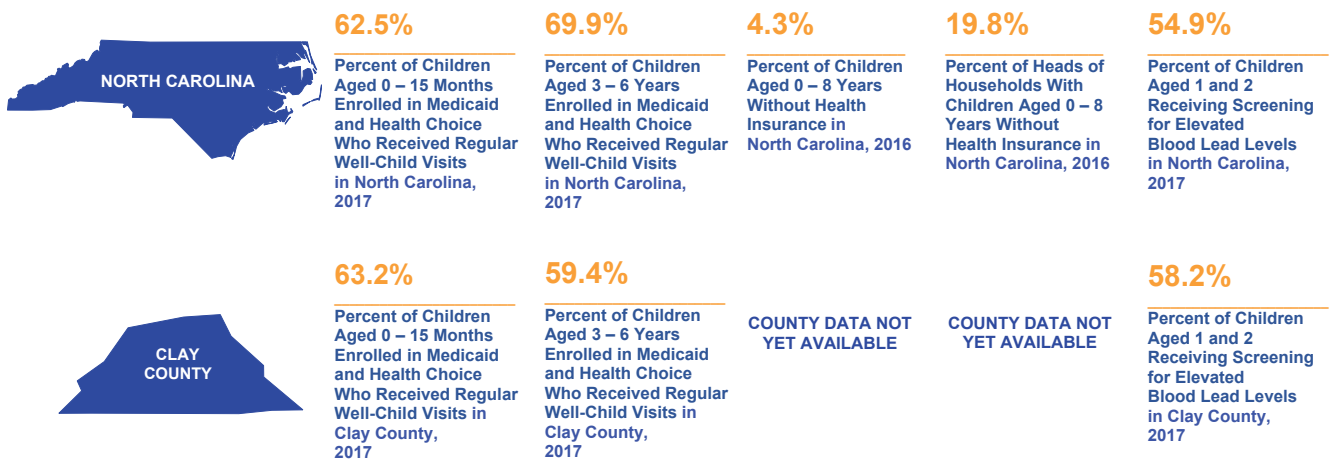 NORTH CAROLINA
62.5%
Percent of Children
Aged 0 – 15 Months
Enrolled in Medicaid
and Health Choice
Who Received Regular
Well-Child Visits
in North Carolina,
2017
69.9%
Percent of Children
Aged 3 – 6 Years
Enrolled in Medicaid
and Health Choice
Who Received Regular
Well-Child Visits
in North Carolina,
2017
4.3%
Percent of Children
Aged 0 – 8 Years
Without Health
Insurance in
North Carolina, 2016
19.8%
Percent of Heads of
Households With
Children Aged 0 – 8
Years Without
Health Insurance in
North Carolina, 2016
54.9%
Percent of Children
Aged 1 and 2
Receiving Screening
for Elevated
Blood Lead Levels
in North Carolina,
2017
CLAY
COUNTY
63.2%
Percent of Children
Aged 0 – 15 Months
Enrolled in Medicaid
and Health Choice
Who Received Regular
Well-Child Visits in
Clay County,
2017
59.4%
Percent of Children
Aged 3 – 6 Years
Enrolled in Medicaid
and Health Choice
Who Received Regular
Well-Child Visits in
Clay County,
2017
COUNTY DATA NOT
YET AVAILABLE
COUNTY DATA NOT
YET AVAILABLE
58.2%
Percent of Children
Aged 1 and 2
Receiving Screening
for Elevated
Blood Lead Levels
in Clay County,
2017